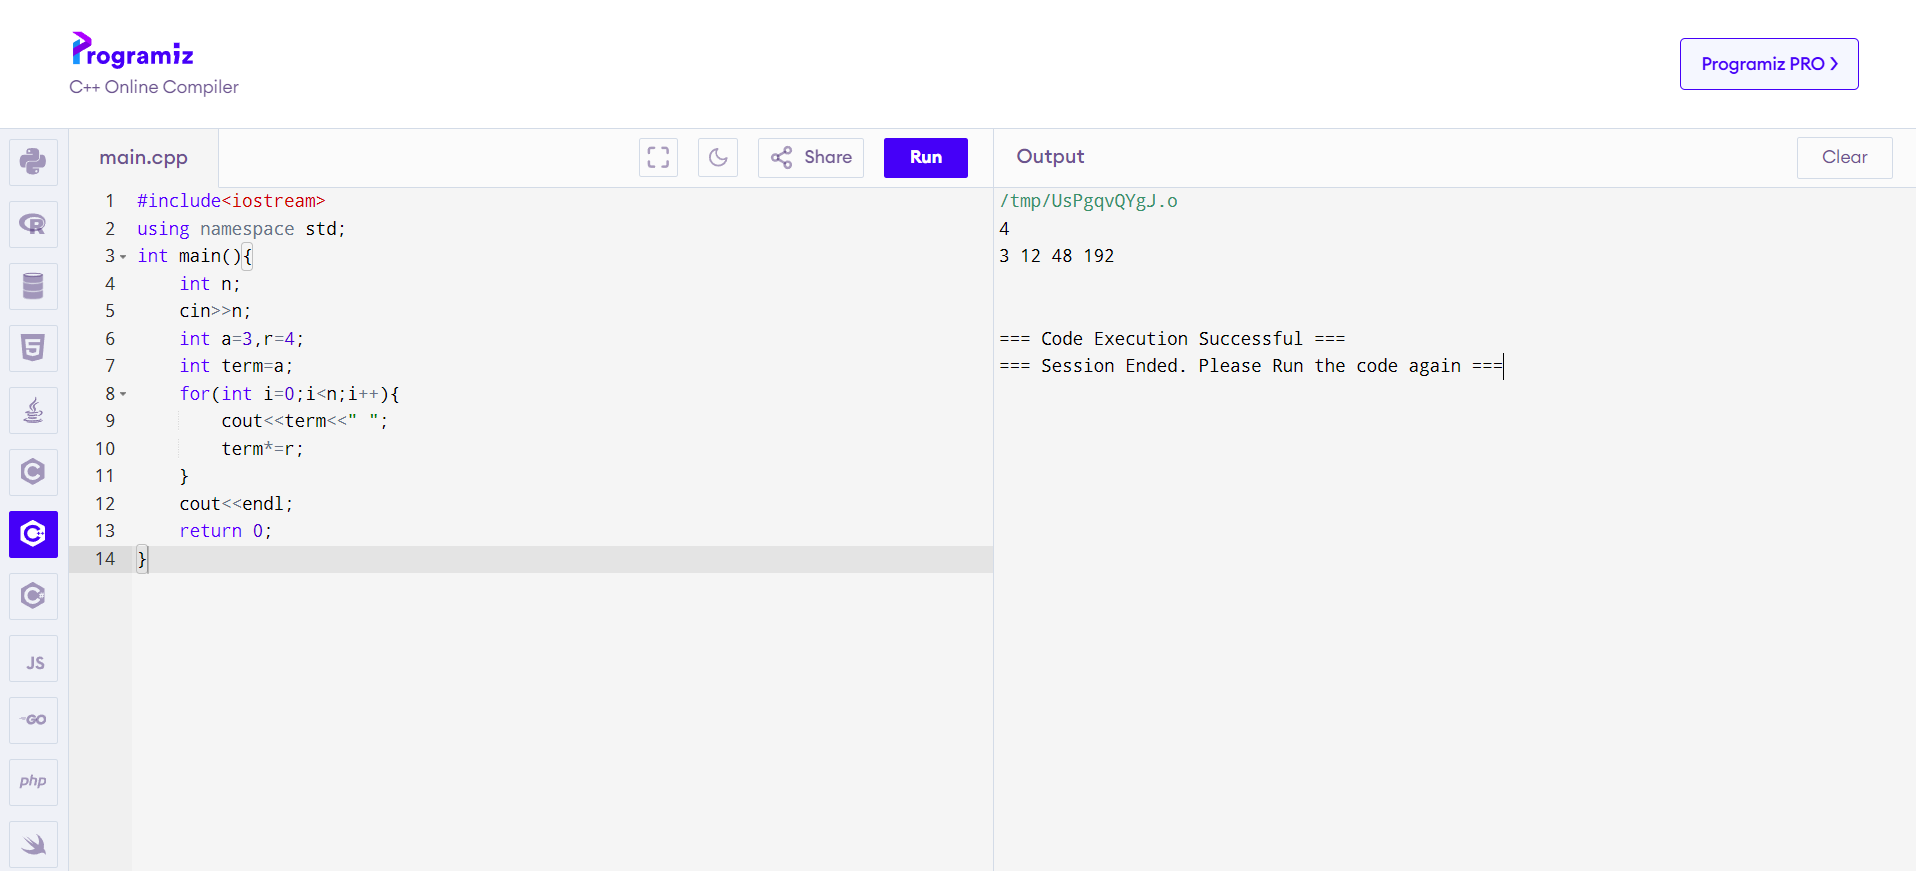 Programiz
C++ Online Compiler
Programiz PRO >
main.cpp
Share
Run
Output
Clear
1 #include<iostream>
2 using namespace std;
3 int main(){
4     int n;
5     cin>>n;
6     int a=3,r=4;
7     int term=a;
8     for(int i=0;i<n;i++){
9         cout<<term<<" ";
10         term*=r;
11     }
12     cout<<endl;
13     return 0;
14 }
/tmp/UsPgqvQYgJ.o
4
3 12 48 192
=== Code Execution Successful ===
=== Session Ended. Please Run the code again ===
R
5
C
C++
C#
JS
GO
php